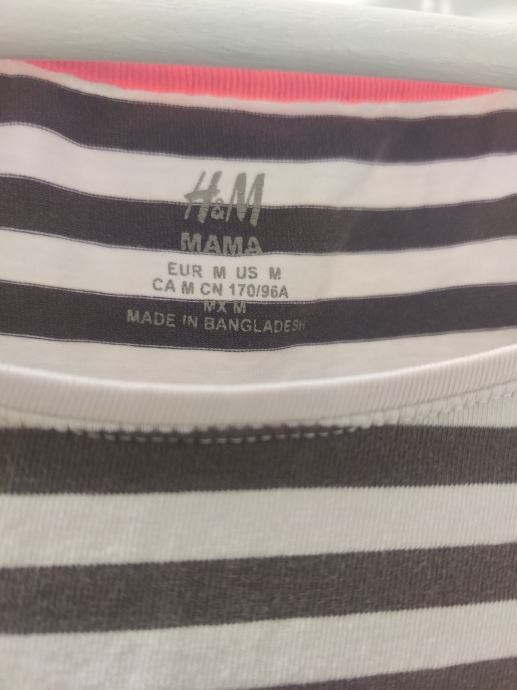 H&M
MAMA
EUR M US M
CA M CN 170/96A
MX M
MADE IN BANGLADESH